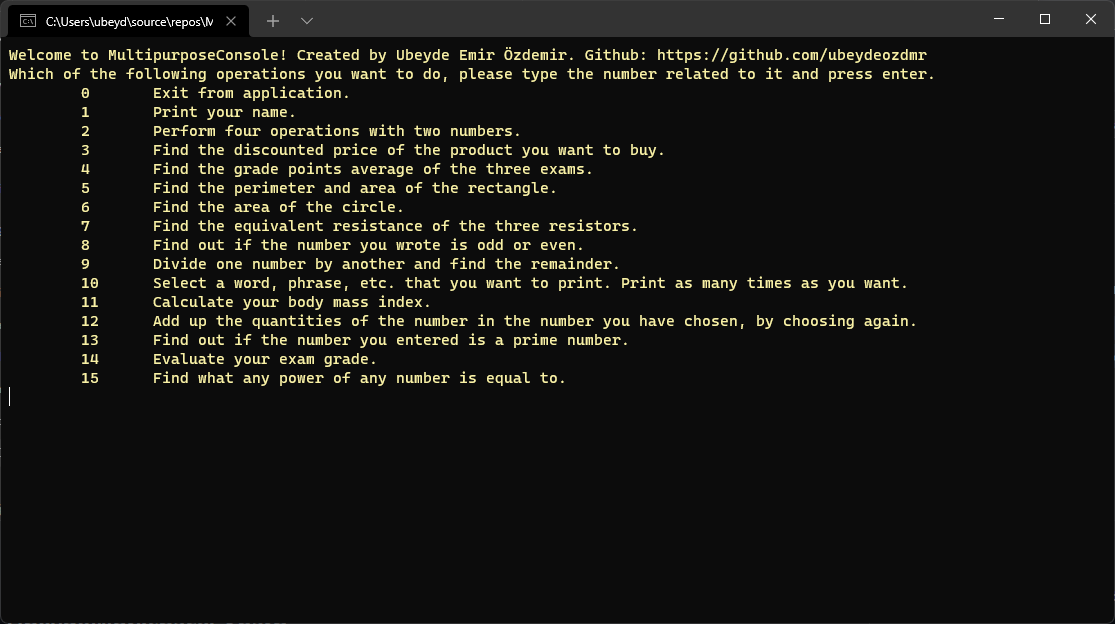 C:\Users\ubeyd\source\repos\M
Welcome to MultipurposeConsole! Created by Ubeyde Emir Özdemir. Github: https://github.com/ubeydeozdmr
Which of the following operations you want to do, please type the number related to it and press enter.
0 Exit from application.
1 Print your name.
2 Perform four operations with two numbers.
3 Find the discounted price of the product you want to buy.
4 Find the grade points average of the three exams.
5 Find the perimeter and area of the rectangle.
6 Find the area of the circle.
7 Find the equivalent resistance of the three resistors.
8 Find out if the number you wrote is odd or even.
9 Divide one number by another and find the remainder.
10 Select a word, phrase, etc. that you want to print. Print as many times as you want.
11 Calculate your body mass index.
12 Add up the quantities of the number in the number you have chosen, by choosing again.
13 Find out if the number you entered is a prime number.
14 Evaluate your exam grade.
15 Find what any power of any number is equal to.